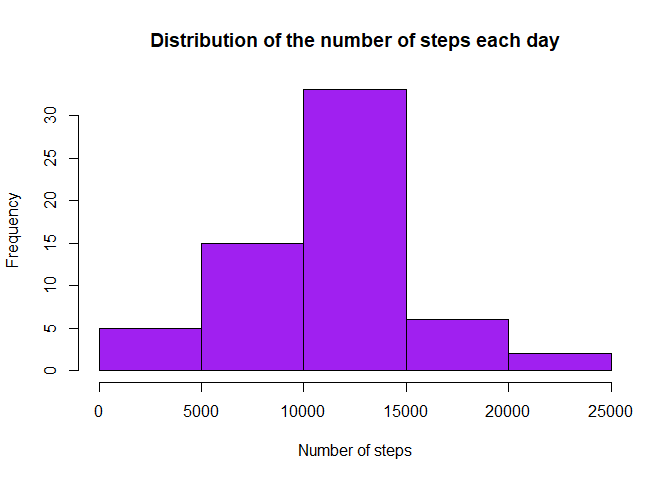 Distribution of the number of steps each day
Frequency
30
25
20
15
10
5
0
0 5000 10000 15000 20000 25000
Number of steps